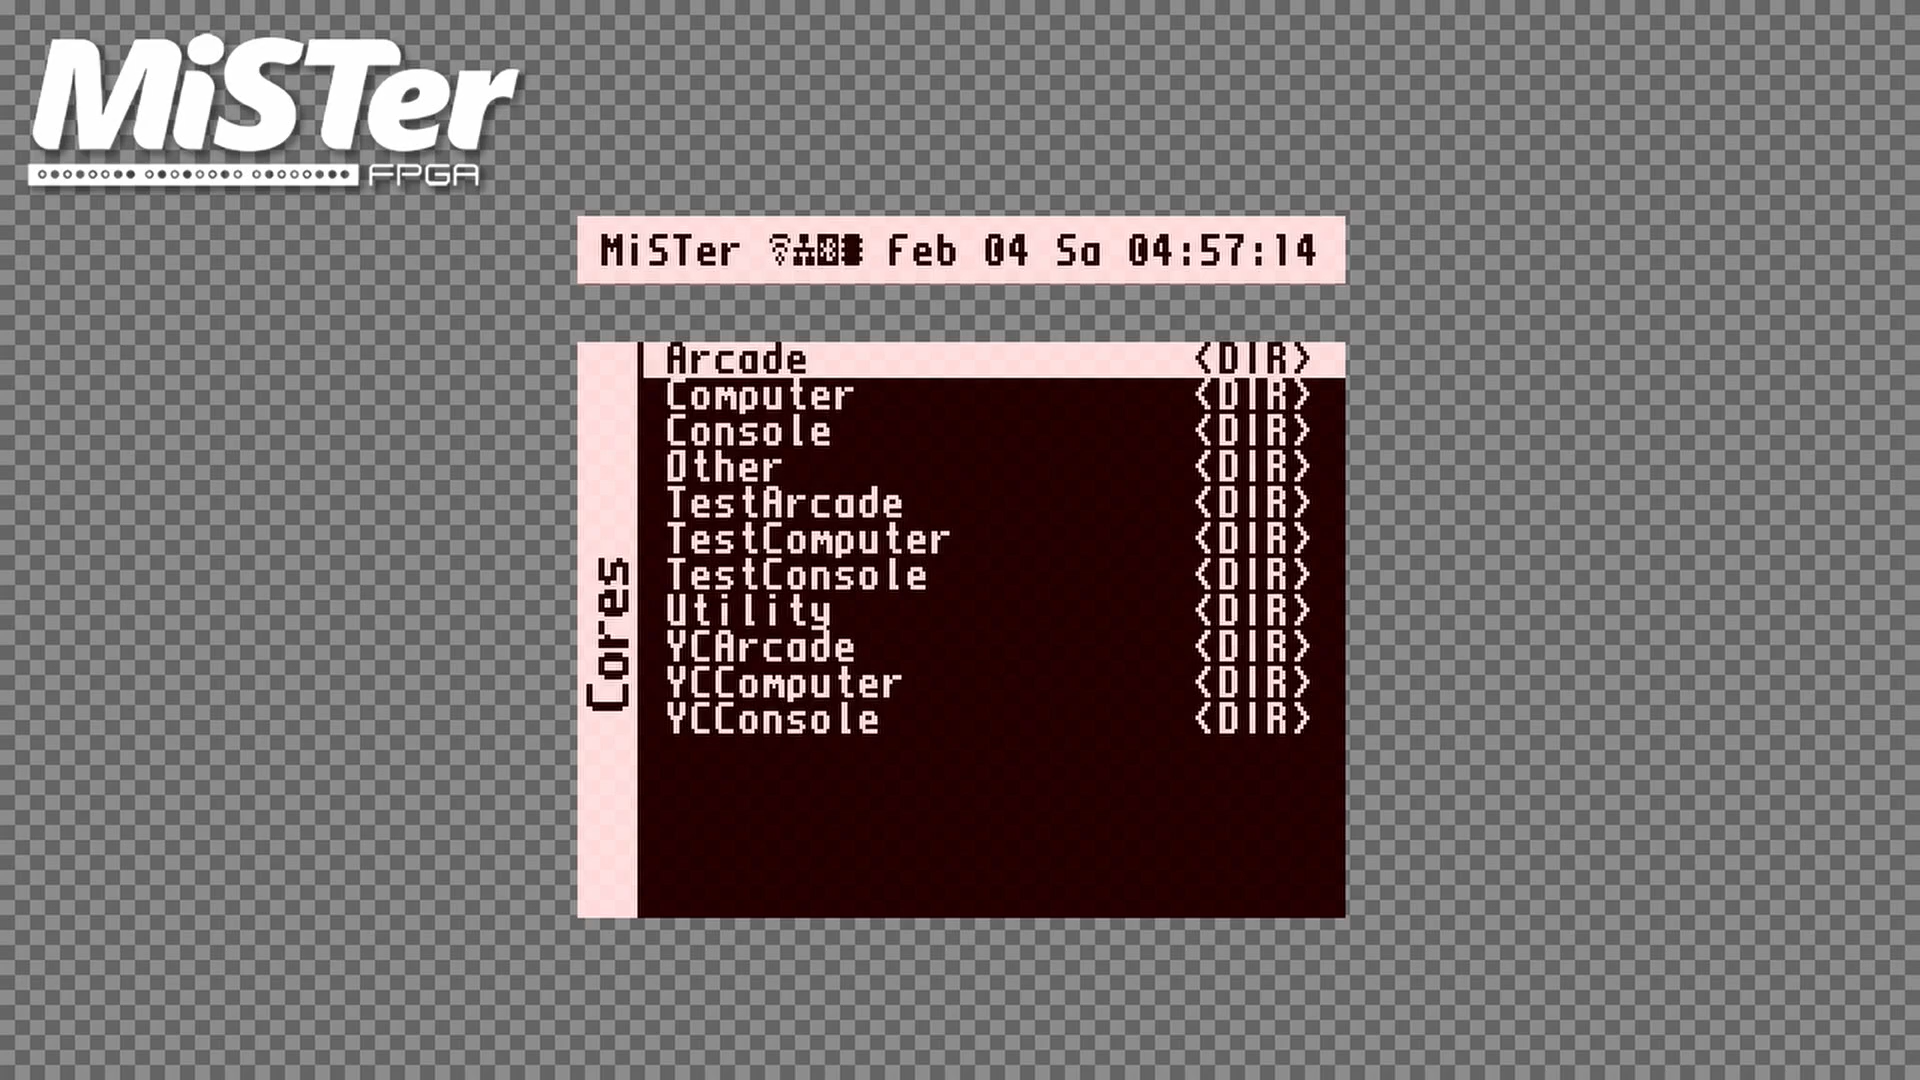 MiSTer
FPGA
MiSTer Feb 04 Sa 04:57:14
Cores
Arcade <DIR>
Computer <DIR>
Console <DIR>
Other <DIR>
TestArcade <DIR>
TestComputer <DIR>
TestConsole <DIR>
Utility <DIR>
YCArcade <DIR>
YCComputer <DIR>
YCConsole <DIR>